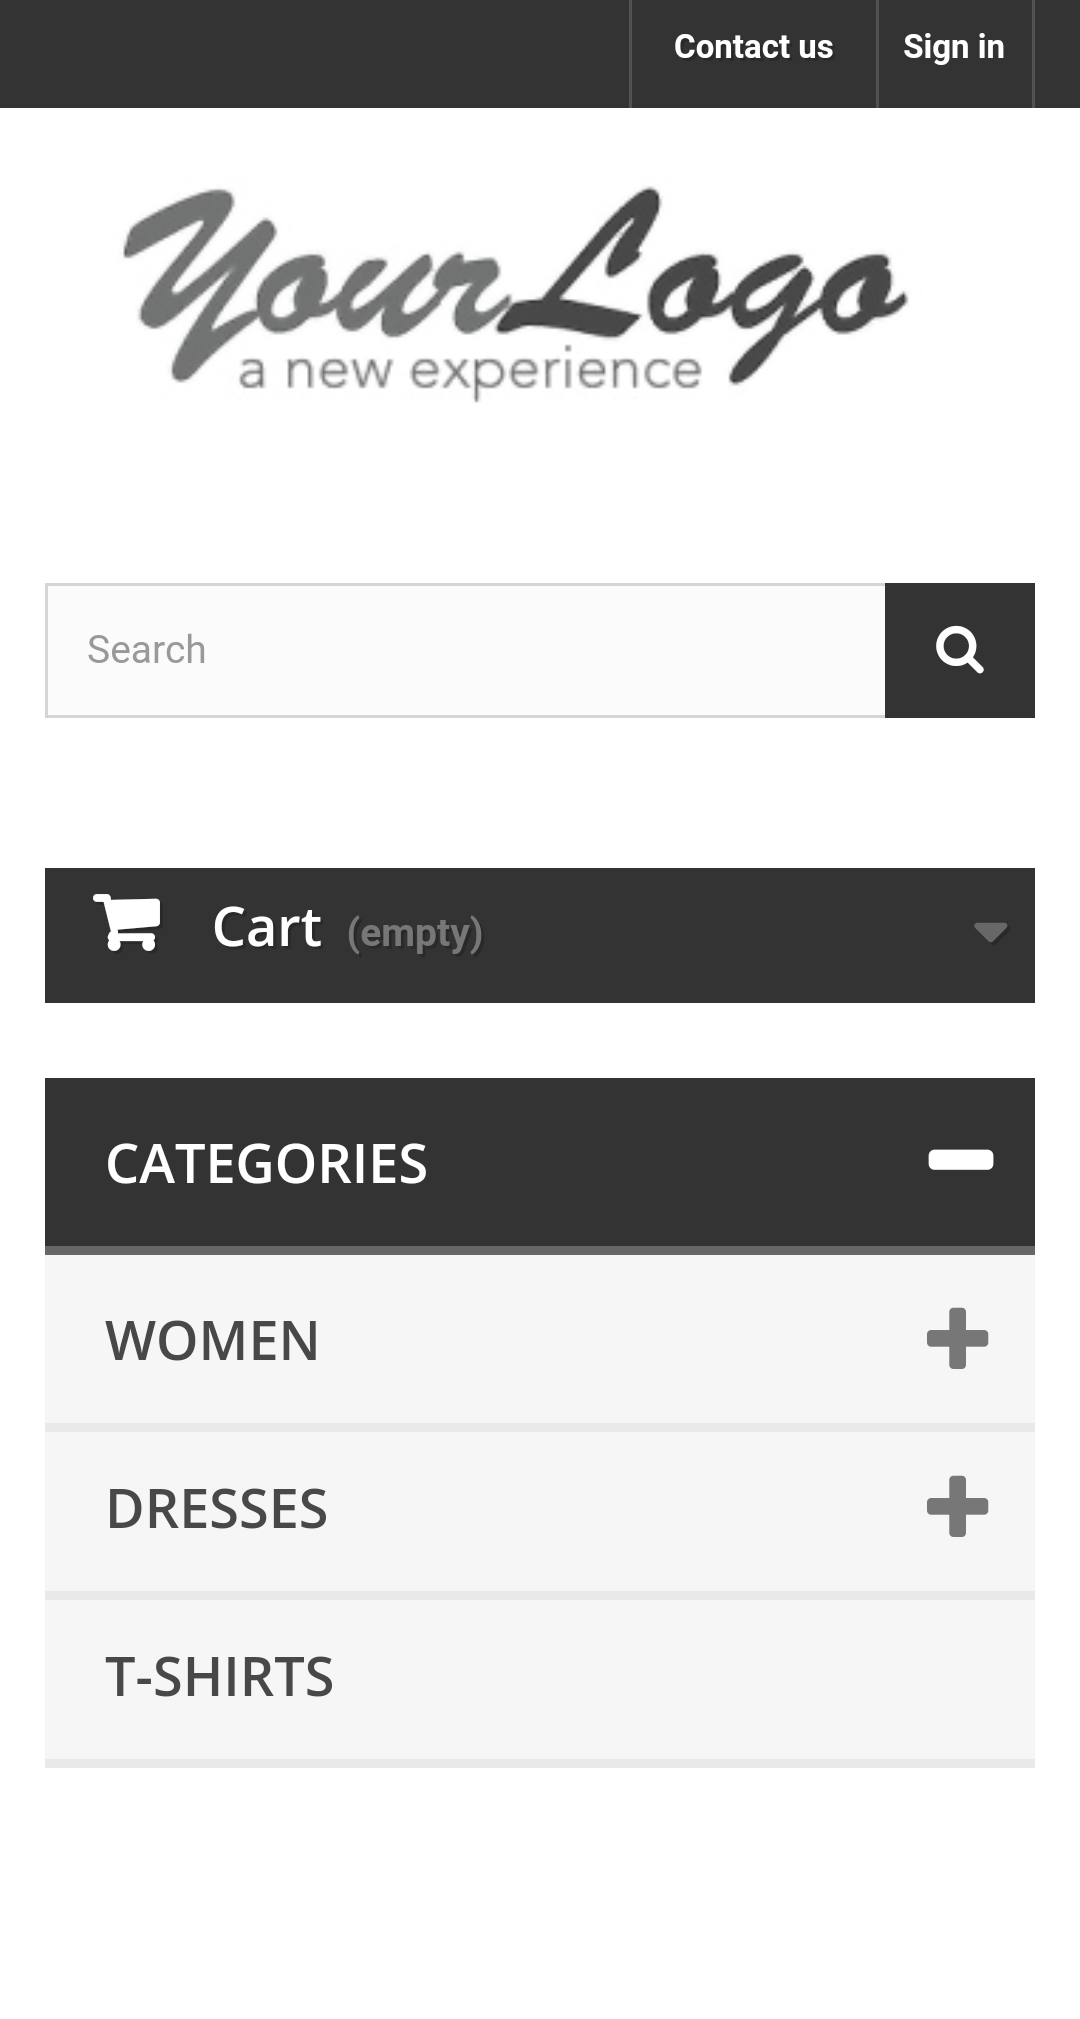 Contact us
Sign in
YourLogo
a new experience
Search
Cart (empty)
CATEGORIES
WOMEN
DRESSES
T-SHIRTS